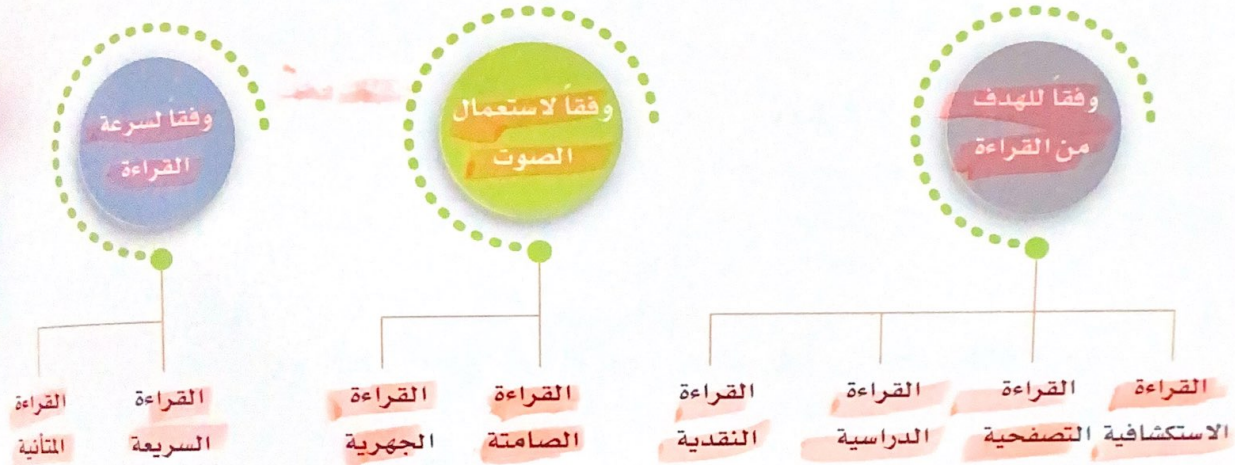 وفقاً للهدف
من القراءة
القراءة
الاستكشافية
القراءة
التصفحية
القراءة
الدراسية
القراءة
النقدية
وفقاً لاستعمال
الصوت
القراءة
الصامتة
القراءة
الجهرية
وفقاً لسرعة
القراءة
القراءة
السريعة
القراءة
المتأنية